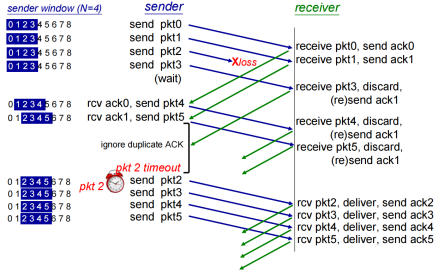 sender window (N=4)
sender
receiver
0 1 2 3 4 5 6 7 8 send pkt0
0 1 2 3 4 5 6 7 8 send pkt1
0 1 2 3 4 5 6 7 8 send pkt2
0 1 2 3 4 5 6 7 8 send pkt3
(wait)
Xloss
receive pkt0, send ack0
receive pkt1, send ack1
receive pkt3, discard,
(re)send ack1
0 1 2 3 4 5 6 7 8 rcv ack0, send pkt4
0 1 2 3 4 5 6 7 8 rcv ack1, send pkt5
receive pkt4, discard,
(re)send ack1
receive pkt5, discard,
(re)send ack1
ignore duplicate ACK
pkt 2 timeout
pkt 2
0 1 2 3 4 5 6 7 8 send pkt2
0 1 2 3 4 5 6 7 8 send pkt3
0 1 2 3 4 5 6 7 8 send pkt4
0 1 2 3 4 5 6 7 8 send pkt5
rcv pkt2, deliver, send ack2
rcv pkt3, deliver, send ack3
rcv pkt4, deliver, send ack4
rcv pkt5, deliver, send ack5